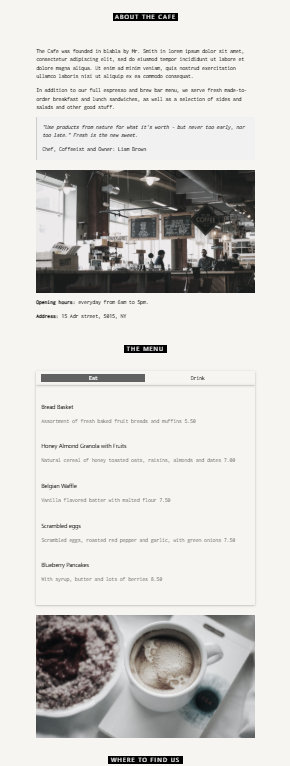 ABOUT THE CAFE
The Cafe was founded in blabla by Mr. Smith in lorem ipsum dolor sit amet,
consectetur adipiscing elit, sed do eiusmod tempor incididunt ut labore et
dolore magna aliqua. Ut enim ad minim veniam, quis nostrud exercitation
ullamco laboris nisi ut aliquip ex ea commodo consequat.
In addition to our full espresso and brew bar menu, we serve fresh made-to-
order breakfast and lunch sandwiches, as well as a selection of sides and
salads and other good stuff.
"Use products from nature for what it's worth - but never too early, nor
too late." Fresh is the new sweet.
Chef, Coffeeist and Owner: Liam Brown
COFFEE
Opening hours: everyday from 6am to 5pm.
Address: 15 Adr street, 5015, NY
THE MENU
Eat Drink
Bread Basket
Assortment of fresh baked fruit breads and muffins 5.50
Honey Almond Granola with Fruits
Natural cereal of honey toasted oats, raisins, almonds and dates 7.00
Belgian Waffle
Vanilla flavored batter with malted flour 7.50
Scrambled eggs
Scrambled eggs, roasted red pepper and garlic, with green onions 7.50
Blueberry Pancakes
With syrup, butter and lots of berries 8.50
WHERE TO FIND US